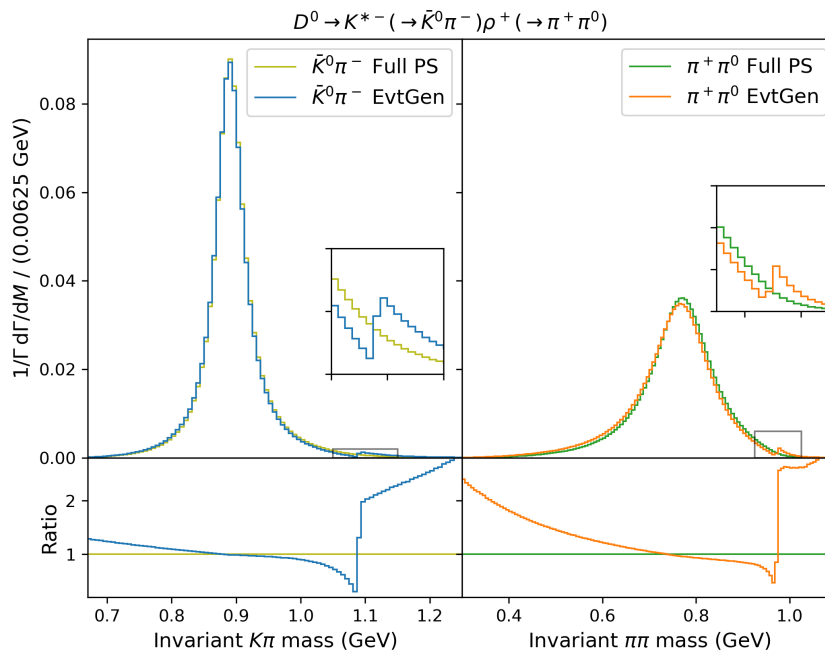 D⁰ → K*⁻(→ K̄⁰π⁻)ρ⁺(→ π⁺π⁰)
K̄⁰π⁻ Full PS
K̄⁰π⁻ EvtGen
π⁺π⁰ Full PS
π⁺π⁰ EvtGen
1/Γ dΓ/dM / (0.00625 GeV)
0.08
0.06
0.04
0.02
0.00
Ratio
2
1
0.7 0.8 0.9 1.0 1.1 1.2
0.4 0.6 0.8 1.0
Invariant Kπ mass (GeV)
Invariant ππ mass (GeV)